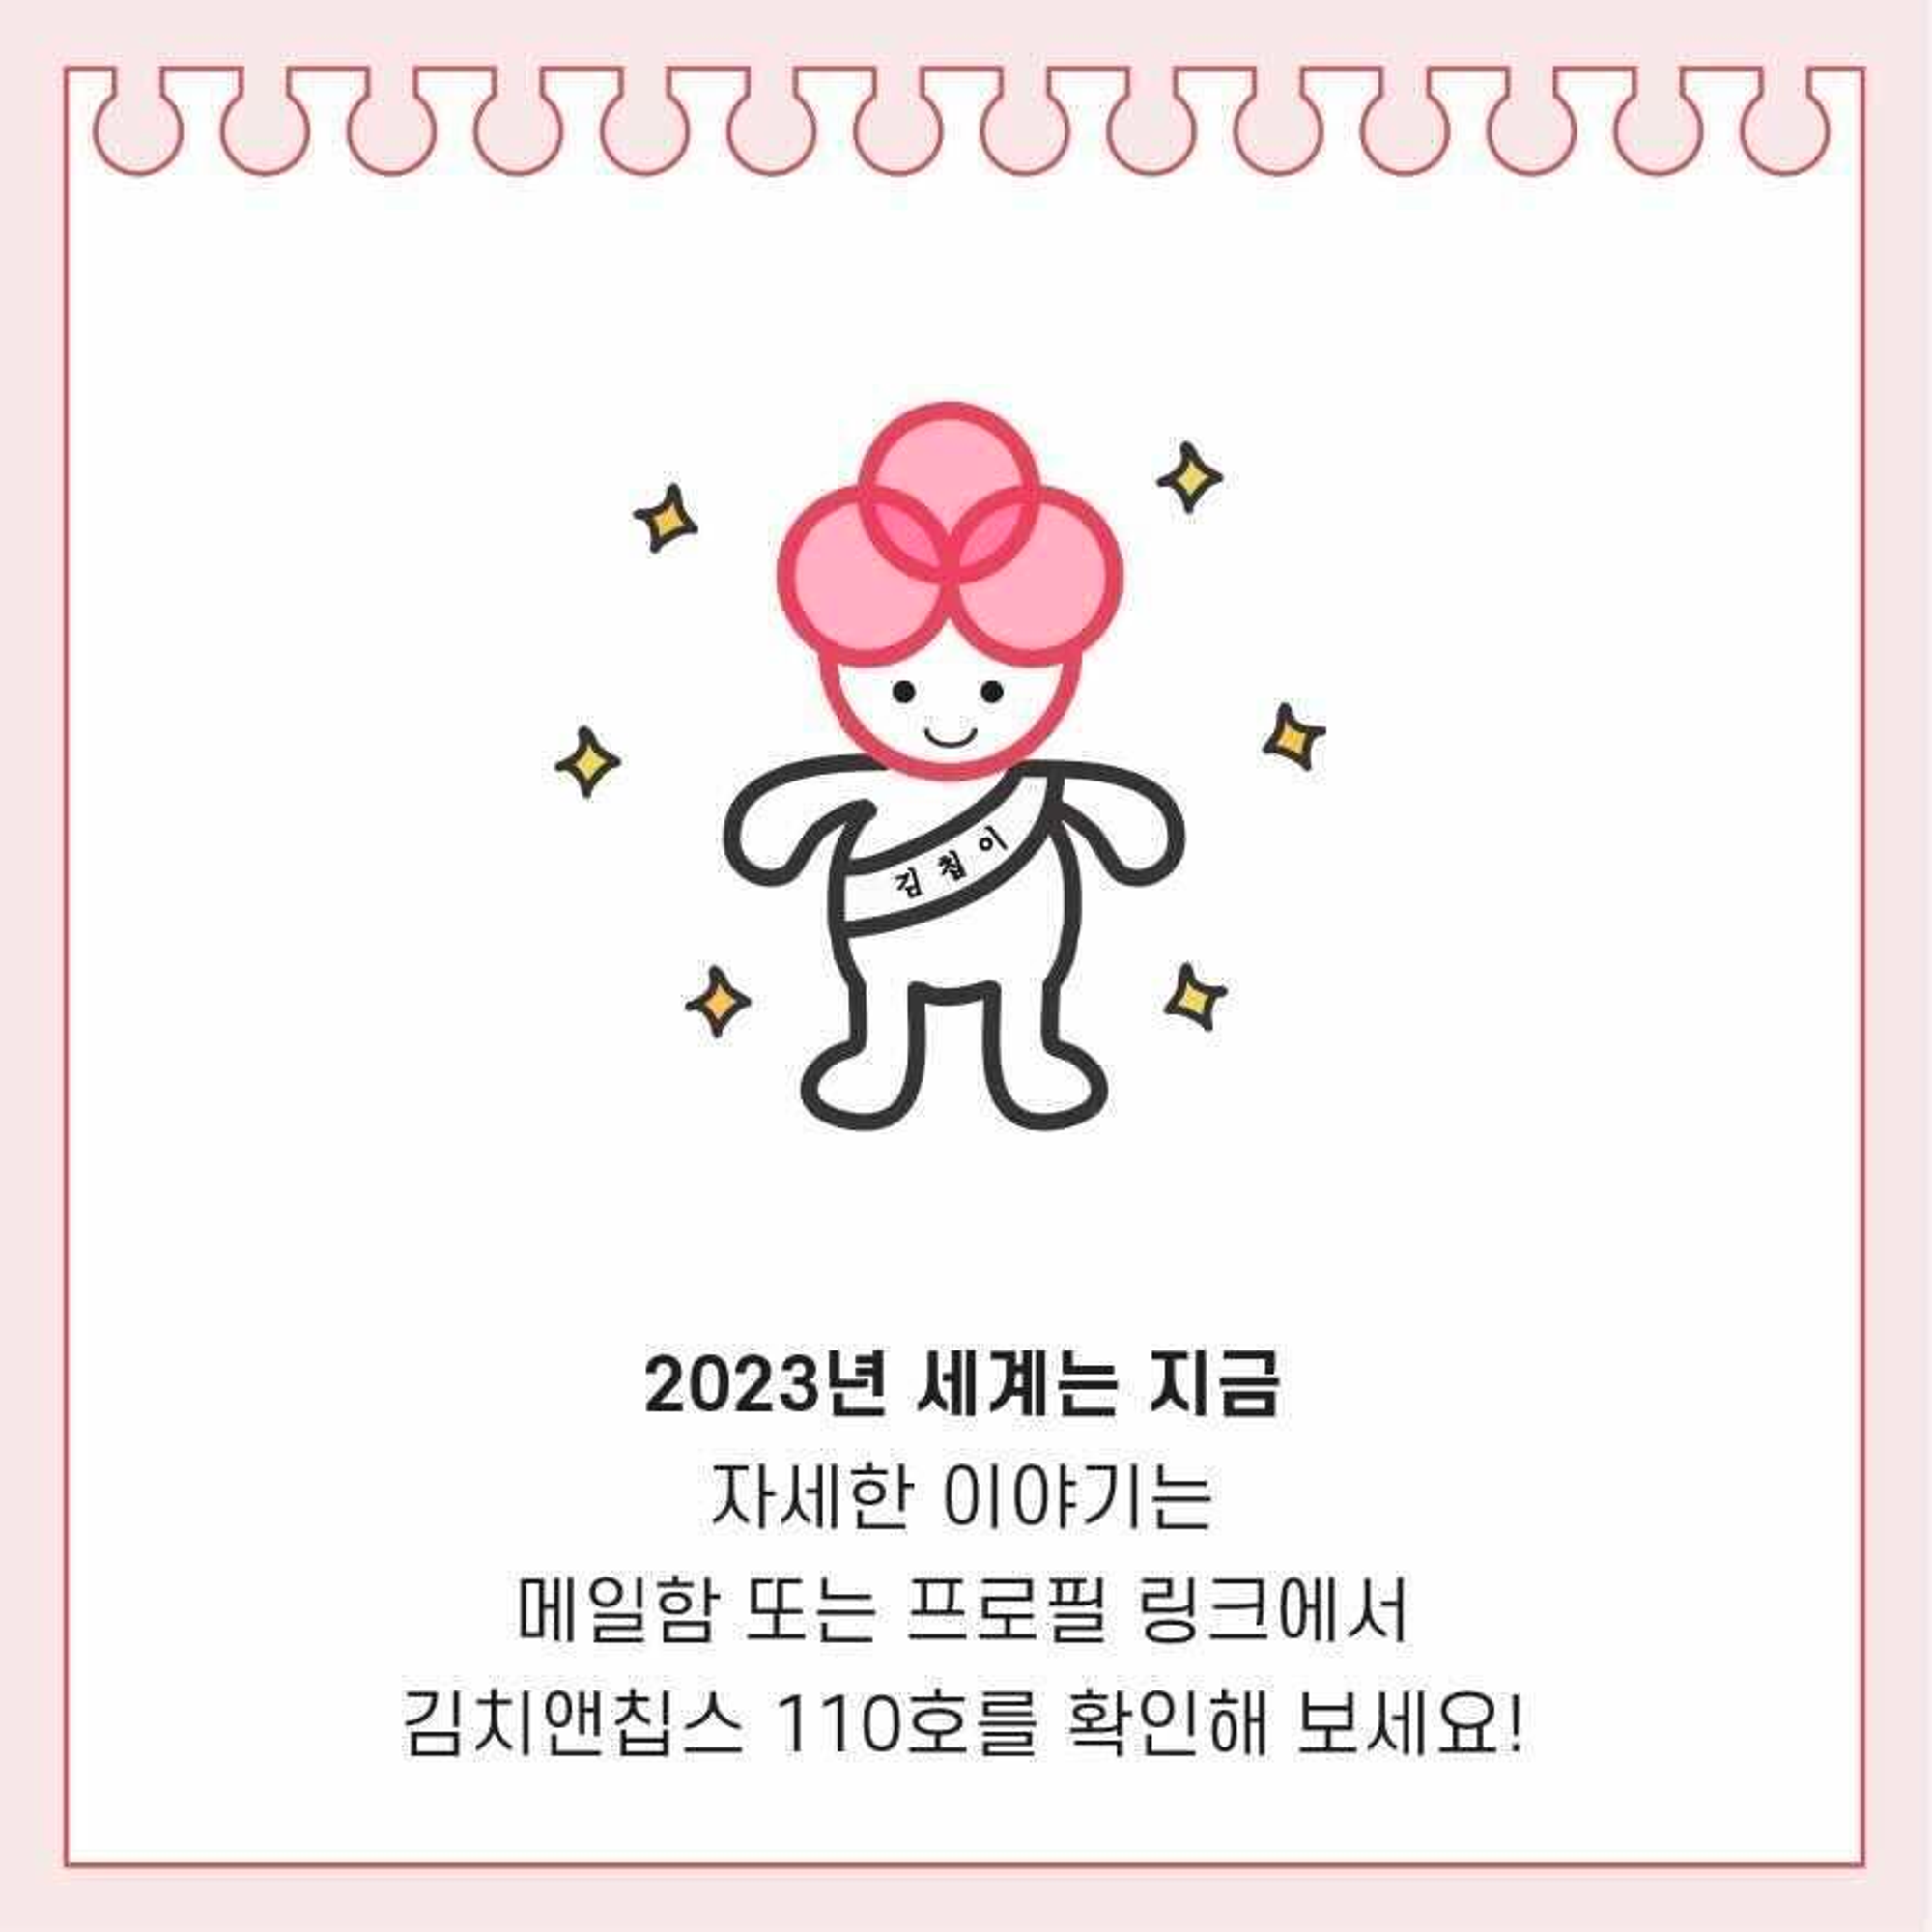 김칩이
2023년 세계는 지금
자세한 이야기는
메일함 또는 프로필 링크에서
김치앤칩스 110호를 확인해 보세요!